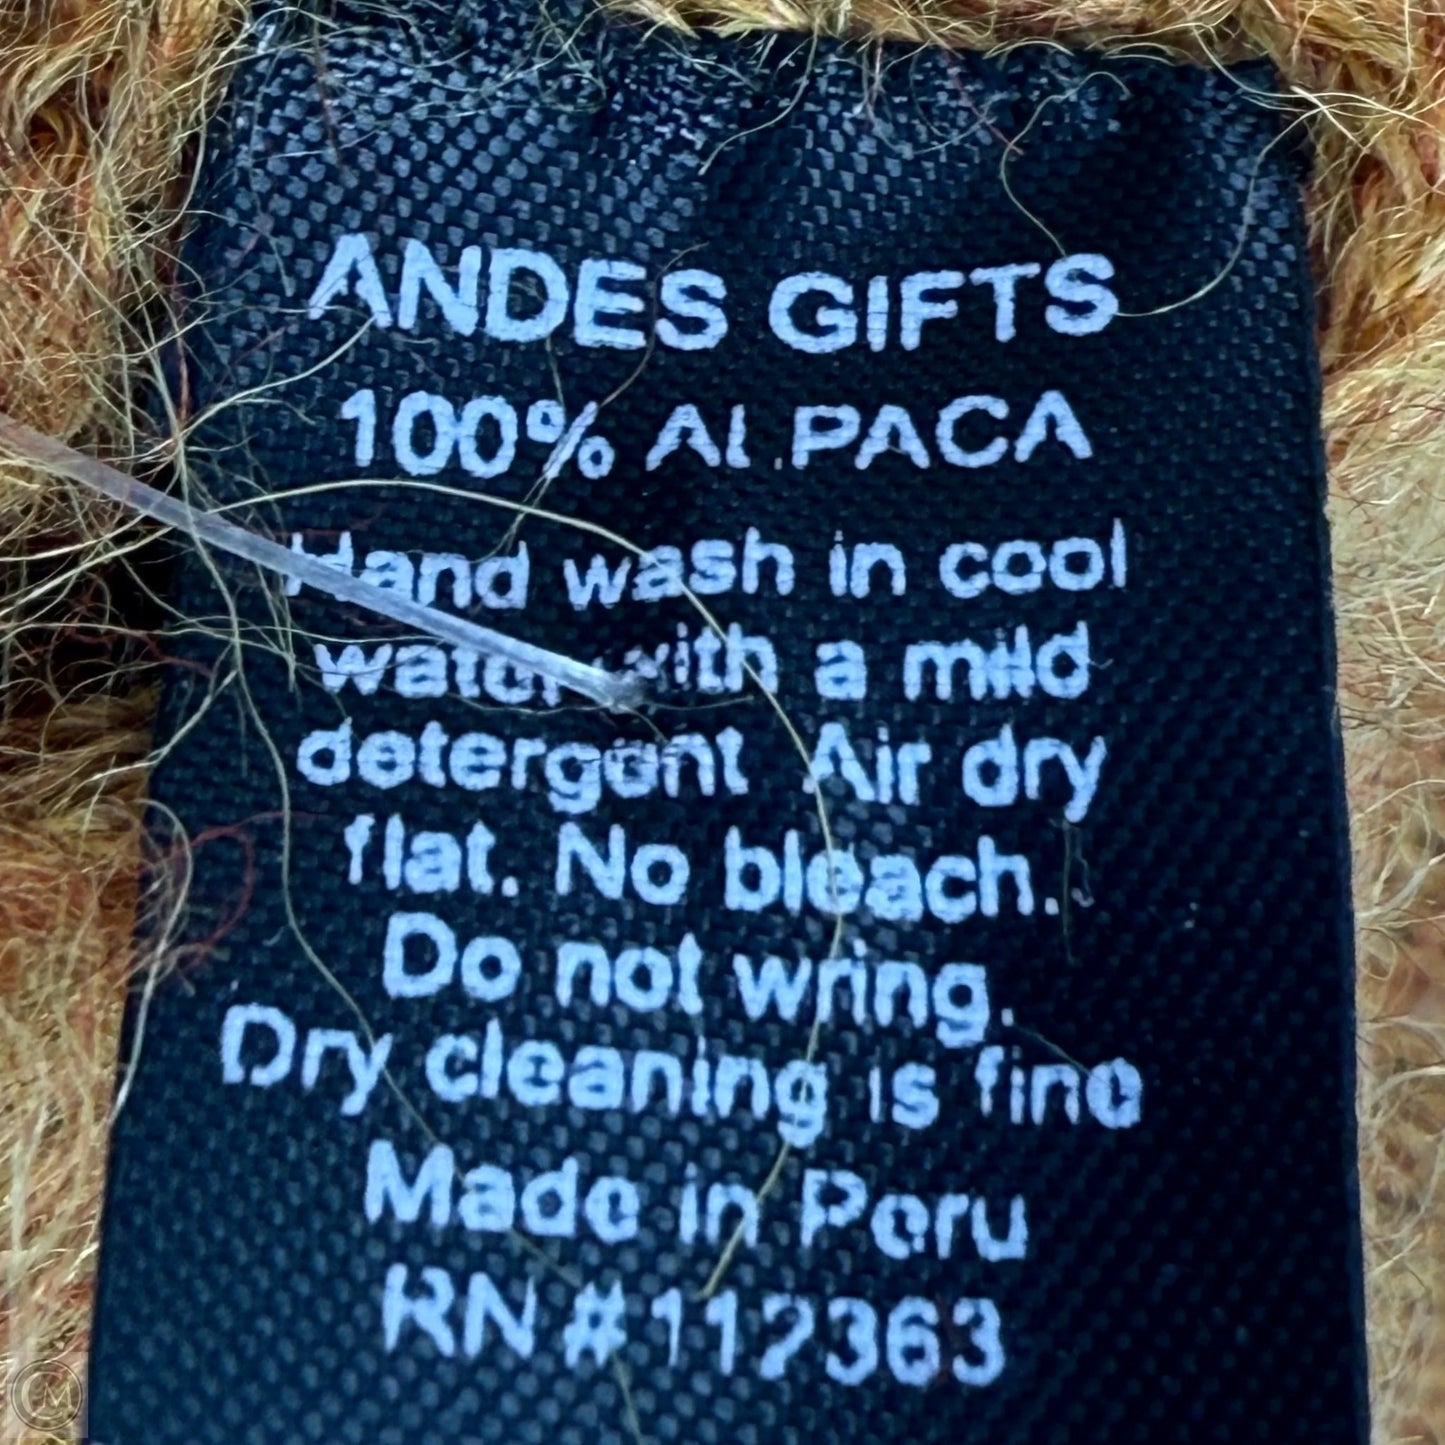 ANDES GIFTS
100% ALPACA
Hand wash in cool
water with a mild
detergent Air dry
flat. No bleach.
Do not wring.
Dry cleaning is fine
Made in Peru
RN#112363